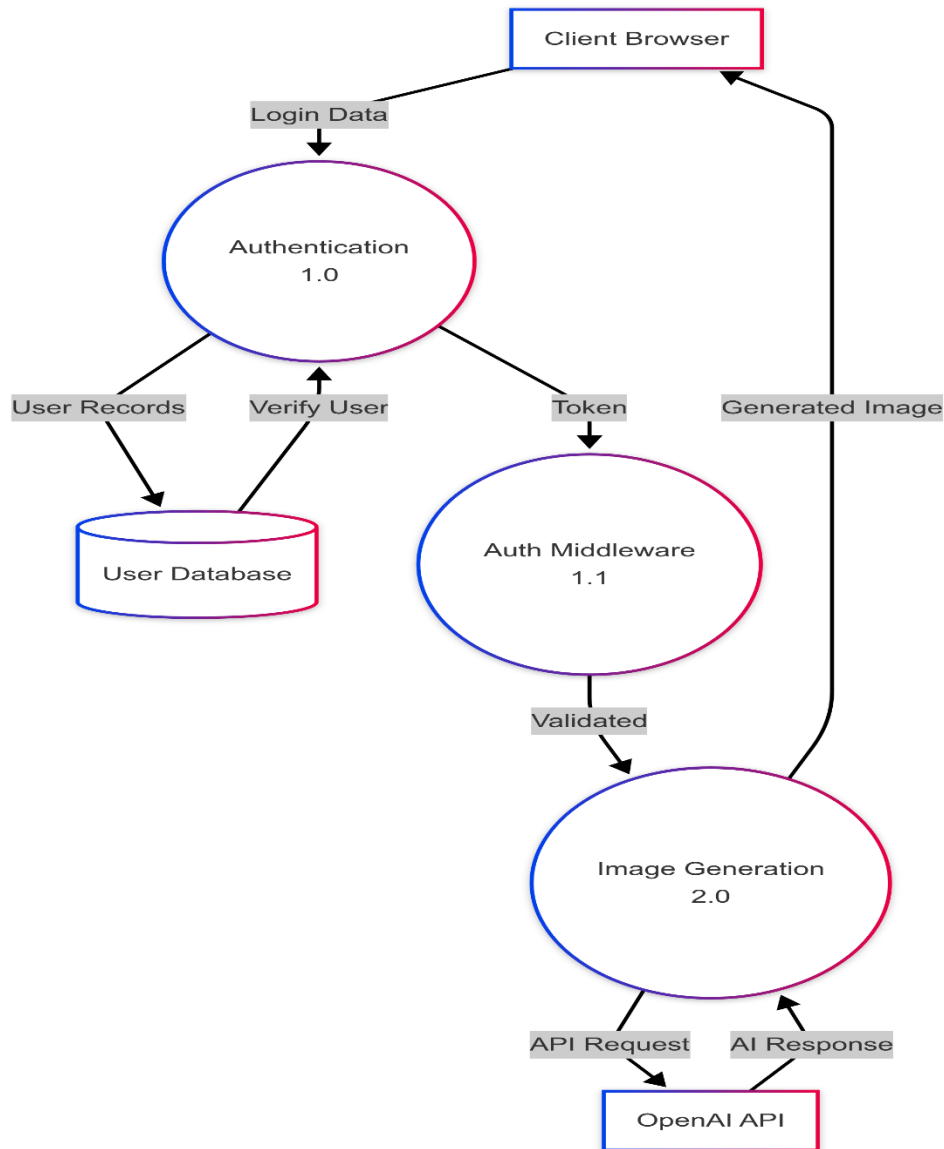 Client Browser
Login Data
Authentication
1.0
User Records
Verify User
Token
Generated Image
User Database
Auth Middleware
1.1
Validated
Image Generation
2.0
API Request
AI Response
OpenAI API